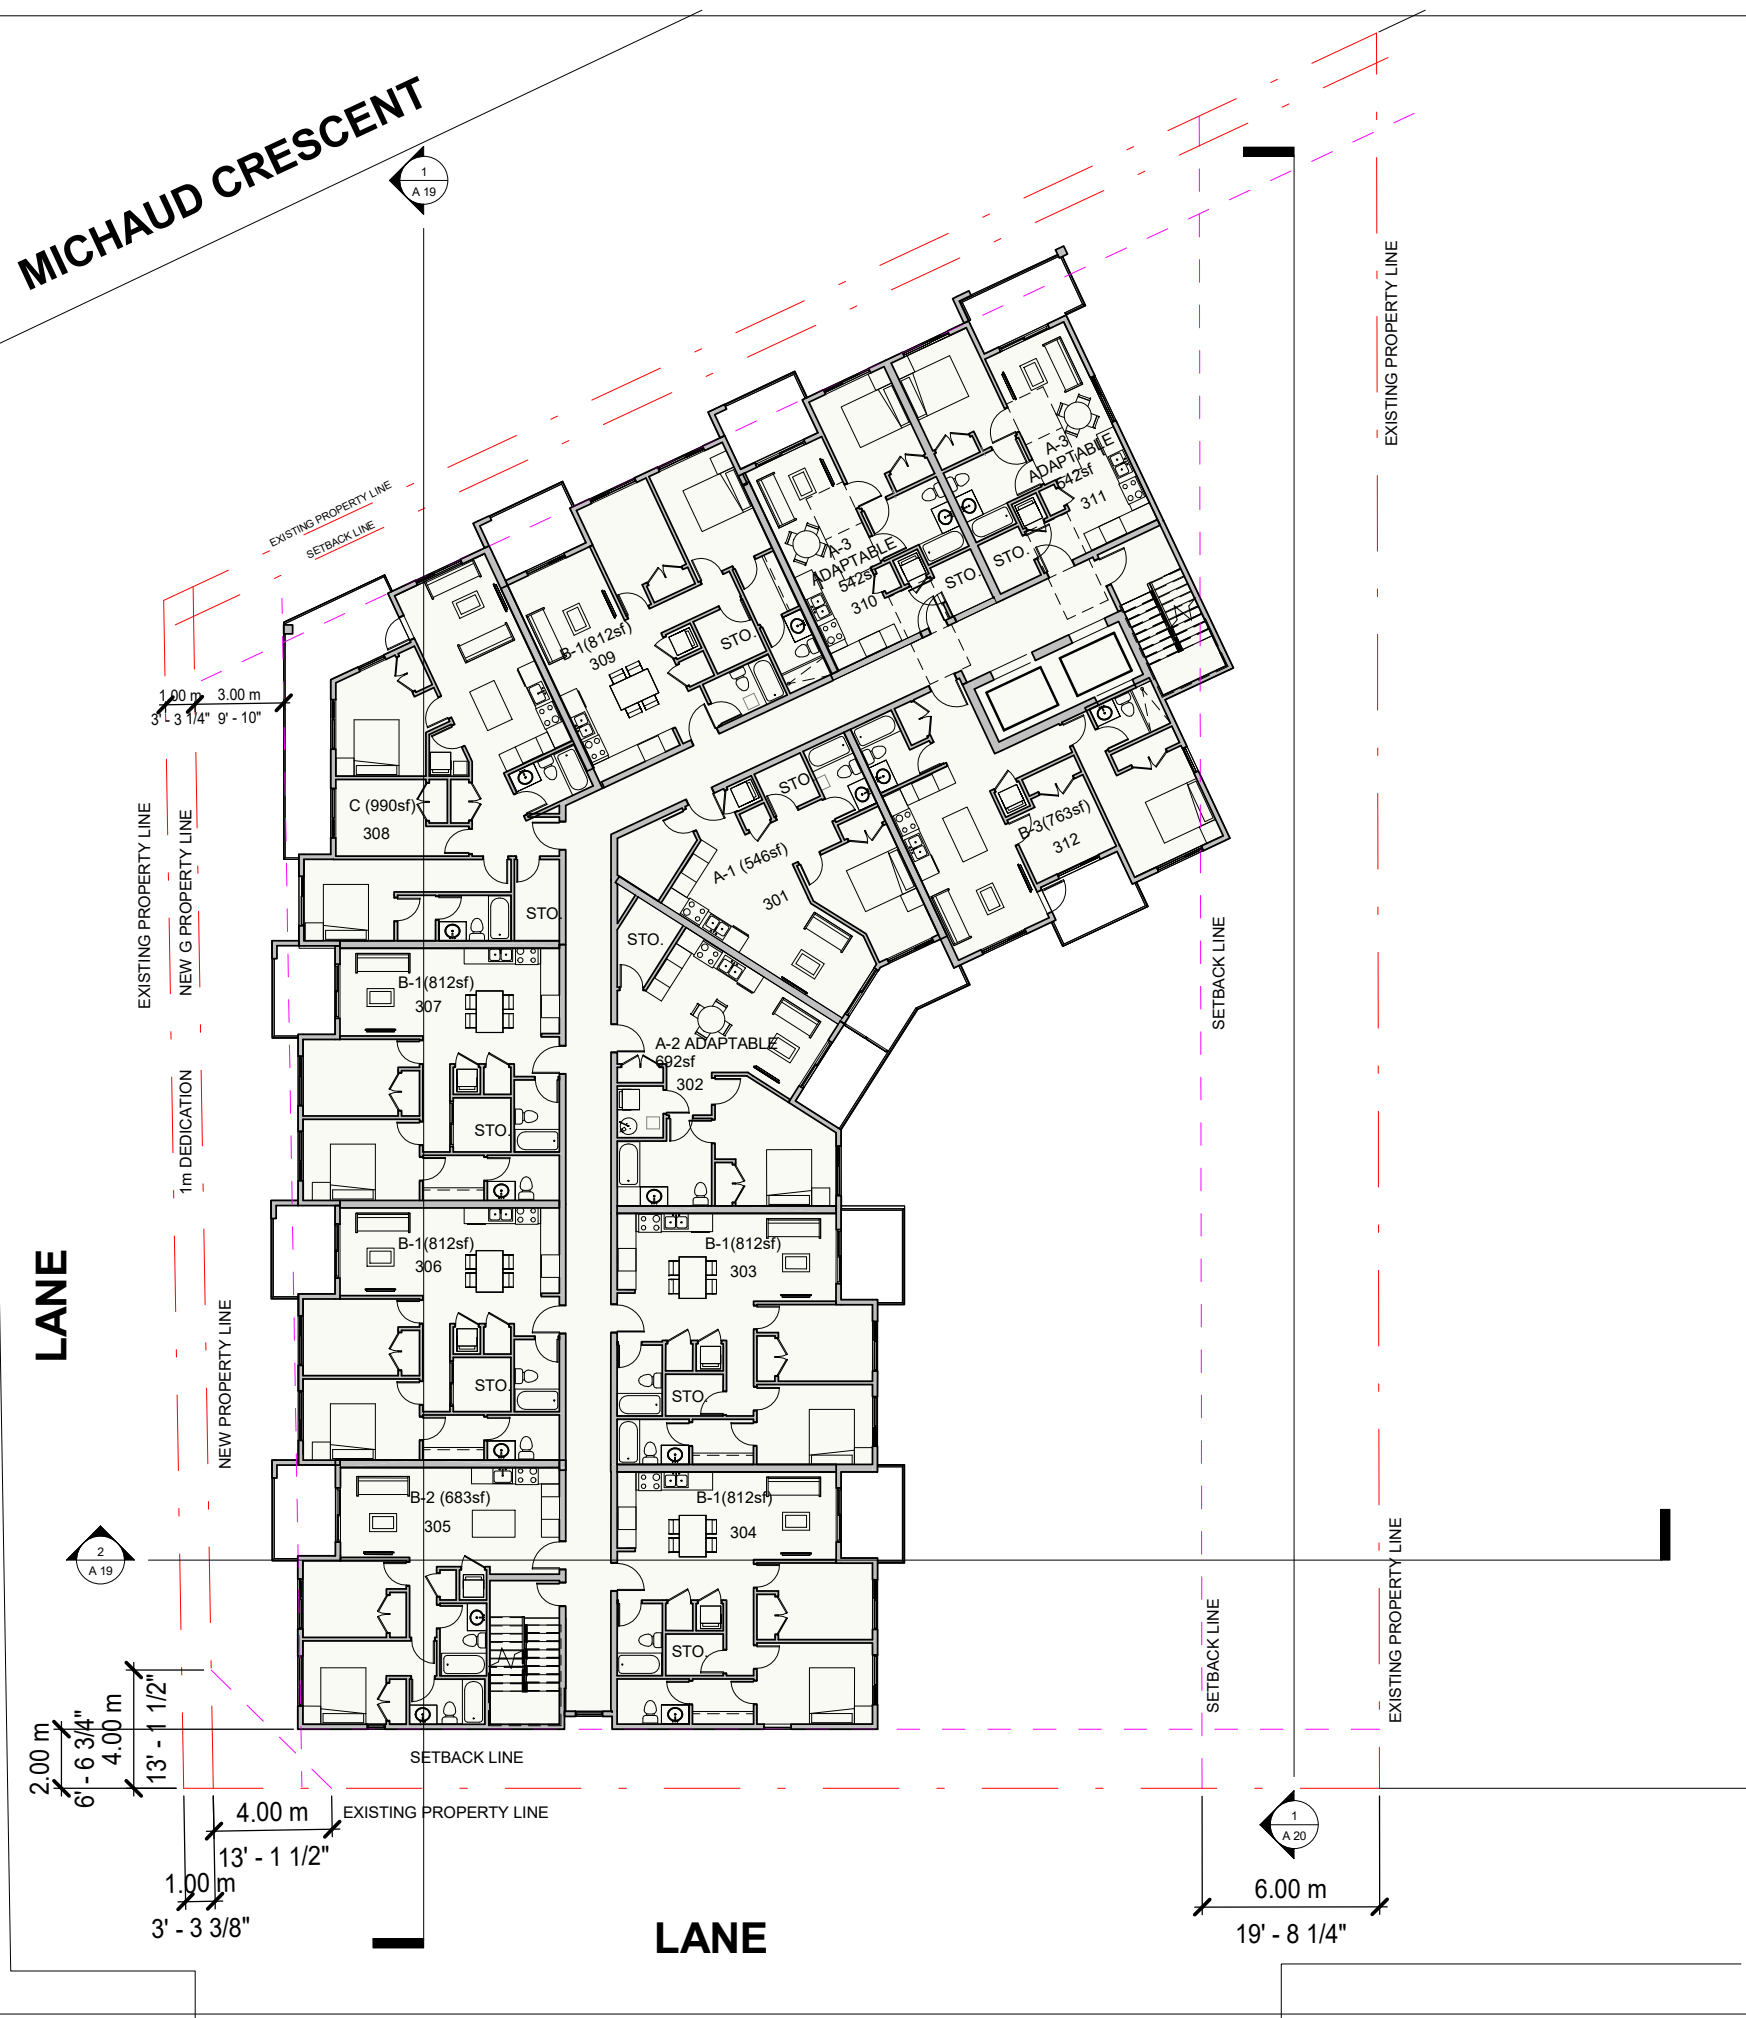 MICHAUD CRESCENT
1
A 19
EXISTING PROPERTY LINE
EXISTING PROPERTY LINE
SETBACK LINE
A-3
ADAPTABLE
542sf
311
STO.
A-3
ADAPTABLE
542sf
310
STO.
B-1(812sf)
309
STO.
1.00 m
3' - 3 1/4"
3.00 m
9' - 10"
C (990sf)
308
STO.
STO.
A-1 (546sf)
301
B-3(763sf)
312
EXISTING PROPERTY LINE
NEW G PROPERTY LINE
1m DEDICATION
SETBACK LINE
B-1(812sf)
307
STO.
STO.
A-2 ADAPTABLE
692sf
302
LANE
NEW PROPERTY LINE
B-1(812sf)
306
STO.
B-1(812sf)
303
STO.
B-2 (683sf)
305
B-1(812sf)
304
STO.
2
A 19
SETBACK LINE
EXISTING PROPERTY LINE
2.00 m
6' - 6 3/4"
4.00 m
13' - 1 1/2"
SETBACK LINE
EXISTING PROPERTY LINE
4.00 m
13' - 1 1/2"
1.00 m
3' - 3 3/8"
LANE
1
A 20
6.00 m
19' - 8 1/4"